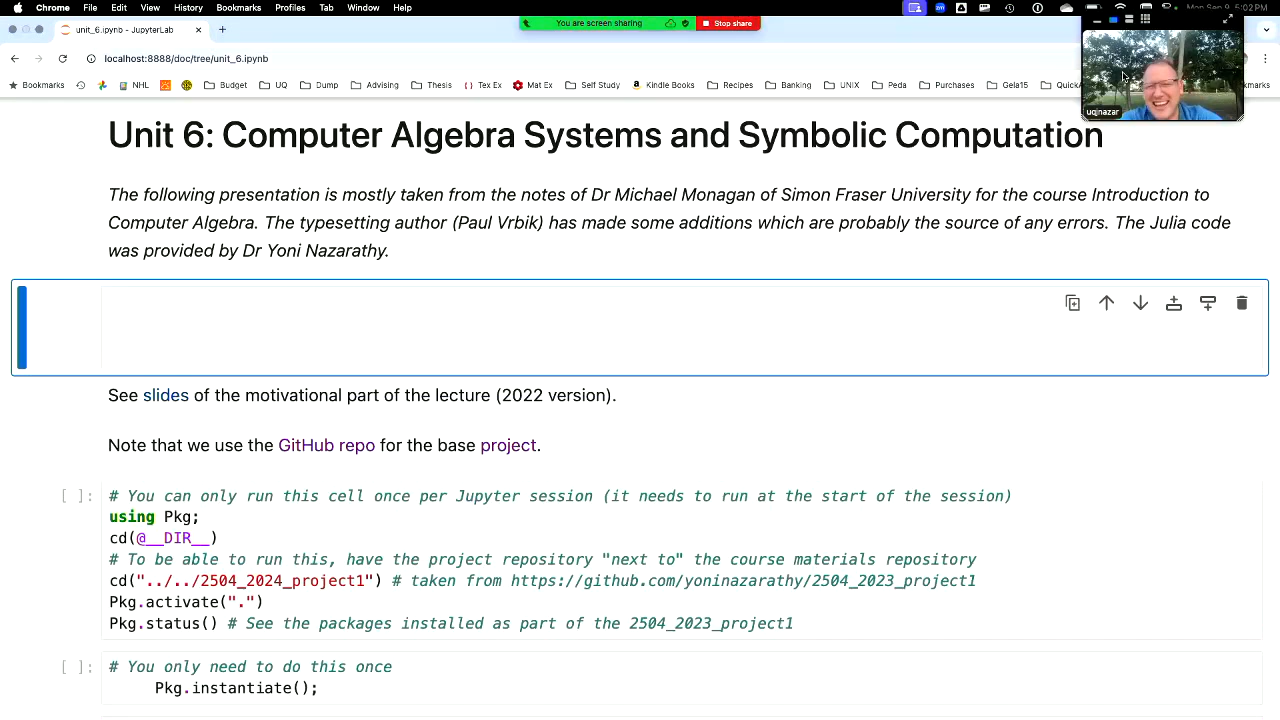 Chrome File Edit View History Bookmarks Profiles Tab Window Help Mon Sep 9 5:02PM
You are screen sharing Stop share
unit_6.ipynb - JupyterLab
localhost:8888/doc/tree/unit_6.ipynb
Bookmarks NHL Budget UQ Dump Advising Thesis Tex Ex Mat Ex Self Study Kindle Books Recipes Banking UNIX Peda Purchases Gela15
uqjnazar
Unit 6: Computer Algebra Systems and Symbolic Computation
The following presentation is mostly taken from the notes of Dr Michael Monagan of Simon Fraser University for the course Introduction to
Computer Algebra. The typesetting author (Paul Vrbik) has made some additions which are probably the source of any errors. The Julia code
was provided by Dr Yoni Nazarathy.
See slides of the motivational part of the lecture (2022 version).
Note that we use the GitHub repo for the base project.
[ ]: # You can only run this cell once per Jupyter session (it needs to run at the start of the session)
using Pkg;
cd(@__DIR__)
# To be able to run this, have the project repository "next to" the course materials repository
cd("../../2504_2024_project1") # taken from https://github.com/yoninazarathy/2504_2023_project1
Pkg.activate(".")
Pkg.status() # See the packages installed as part of the 2504_2023_project1
[ ]: # You only need to do this once
Pkg.instantiate();